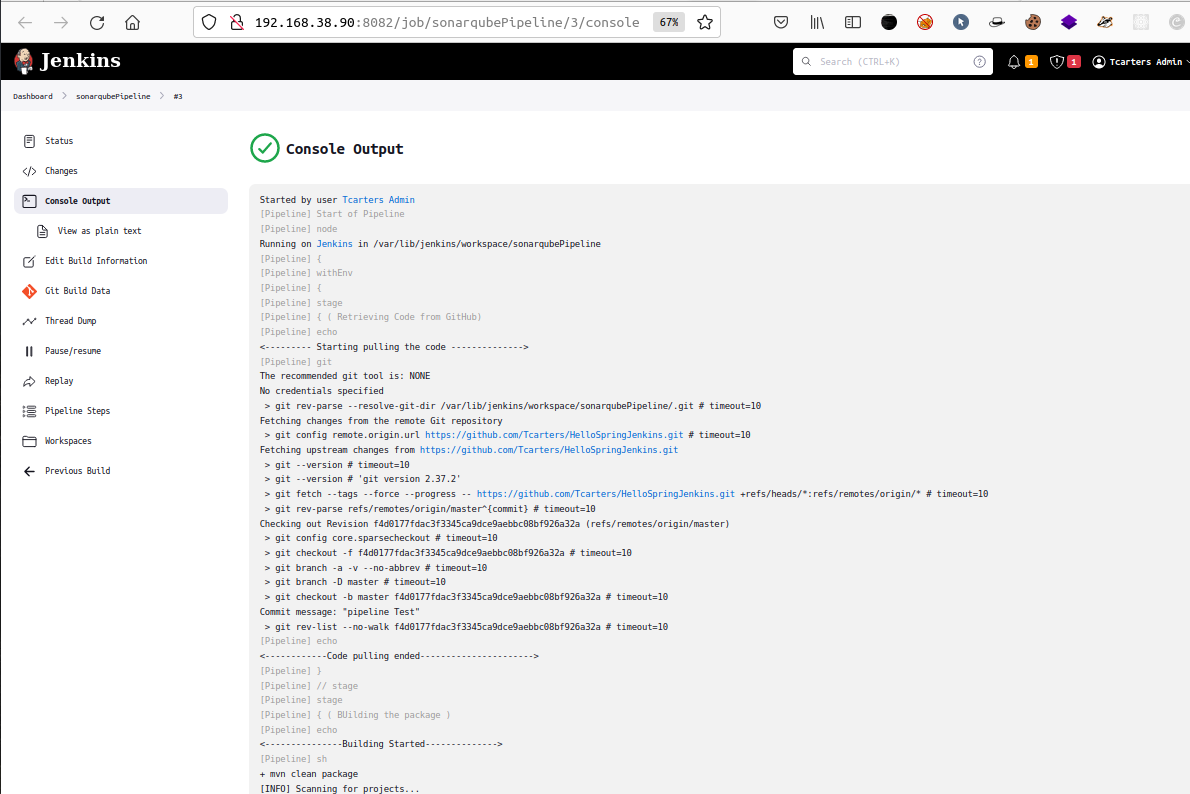 192.168.38.90:8082/job/sonarqubePipeline/3/console 67%
Jenkins Search (CTRL+K) ? 1 1 Tcarters Admin
Dashboard > sonarqubePipeline > #3
Status
Changes
Console Output
View as plain text
Edit Build Information
Git Build Data
Thread Dump
Pause/resume
Replay
Pipeline Steps
Workspaces
Previous Build
Console Output
Started by user Tcarters Admin
[Pipeline] Start of Pipeline
[Pipeline] node
Running on Jenkins in /var/lib/jenkins/workspace/sonarqubePipeline
[Pipeline] {
[Pipeline] withEnv
[Pipeline] {
[Pipeline] stage
[Pipeline] { ( Retrieving Code from GitHub)
[Pipeline] echo
<--------- Starting pulling the code -------------->
[Pipeline] git
The recommended git tool is: NONE
No credentials specified
 > git rev-parse --resolve-git-dir /var/lib/jenkins/workspace/sonarqubePipeline/.git # timeout=10
Fetching changes from the remote Git repository
 > git config remote.origin.url https://github.com/Tcarters/HelloSpringJenkins.git # timeout=10
Fetching upstream changes from https://github.com/Tcarters/HelloSpringJenkins.git
 > git --version # timeout=10
 > git --version # 'git version 2.37.2'
 > git fetch --tags --force --progress -- https://github.com/Tcarters/HelloSpringJenkins.git +refs/heads/*:refs/remotes/origin/* # timeout=10
 > git rev-parse refs/remotes/origin/master^{commit} # timeout=10
Checking out Revision f4d0177fdac3f3345ca9dce9aebbc08bf926a32a (refs/remotes/origin/master)
 > git config core.sparsecheckout # timeout=10
 > git checkout -f f4d0177fdac3f3345ca9dce9aebbc08bf926a32a # timeout=10
 > git branch -a -v --no-abbrev # timeout=10
 > git branch -D master # timeout=10
 > git checkout -b master f4d0177fdac3f3345ca9dce9aebbc08bf926a32a # timeout=10
Commit message: "pipeline Test"
 > git rev-list --no-walk f4d0177fdac3f3345ca9dce9aebbc08bf926a32a # timeout=10
[Pipeline] echo
<------------Code pulling ended---------------------->
[Pipeline] }
[Pipeline] // stage
[Pipeline] stage
[Pipeline] { ( BUilding the package )
[Pipeline] echo
<---------------Building Started-------------->
[Pipeline] sh
+ mvn clean package
[INFO] Scanning for projects...